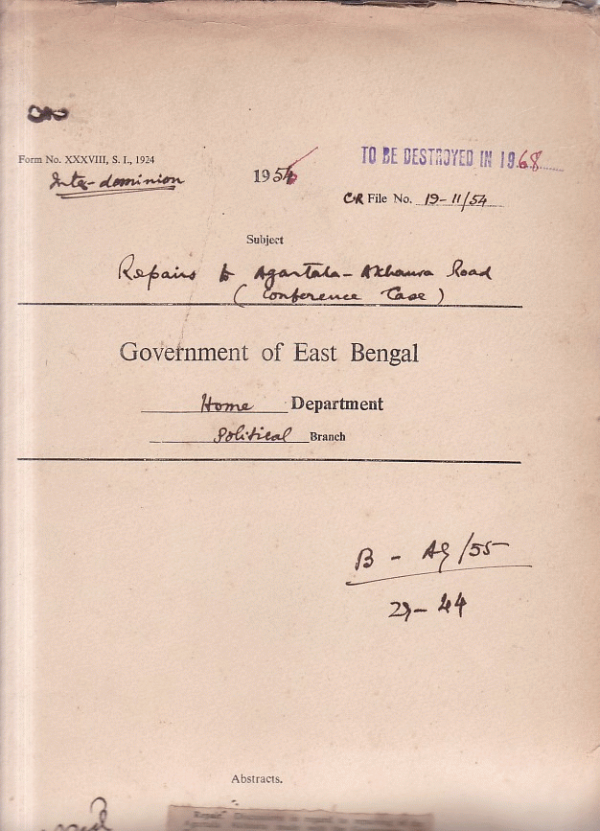 Form No. XXXVIII, S. I., 1924
TO BE DESTROYED IN 1968
Inter-dominion
1954
CR File No. 19-11/54
Subject
Repairs to Agartala-Akhaura Road
(Conference Case)
Government of East Bengal
Home Department
Political Branch
B - Ag/55
29-44
Abstracts.